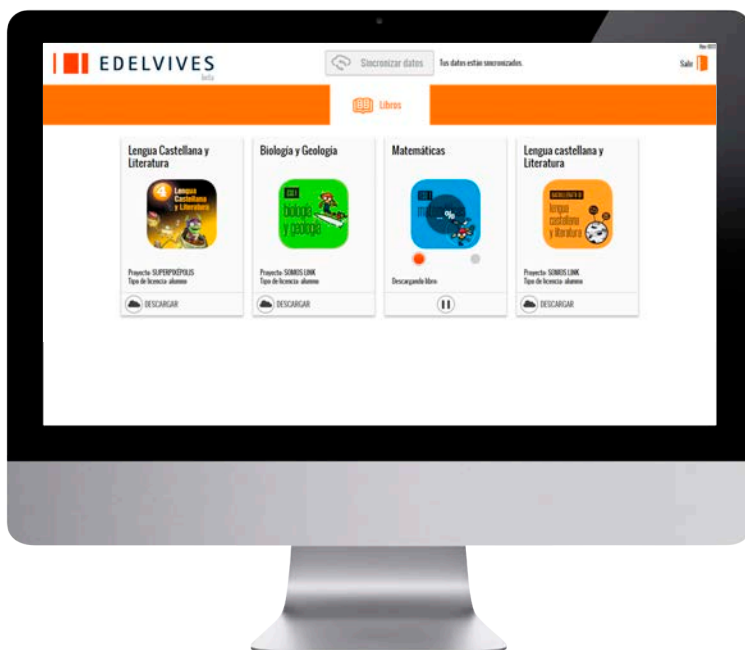 EDELVIVES
beta
Sincronizar datos
Tus datos están sincronizados.
Salir
Libros
Lengua Castellana y
Literatura
4 Lengua
Castellana
y Literatura
Proyecto: SUPERPIXÉPOLIS
Tipo de licencia: alumno
DESCARGAR
Biología y Geología
biología
y geología
Proyecto: SOMOS LINK
Tipo de licencia: alumno
DESCARGAR
Matemáticas
_%
Descargando libro
Lengua castellana y
Literatura
BACHILLERATO
lengua
castellana
y literatura
Proyecto: SOMOS LINK
Tipo de licencia: alumno
DESCARGAR